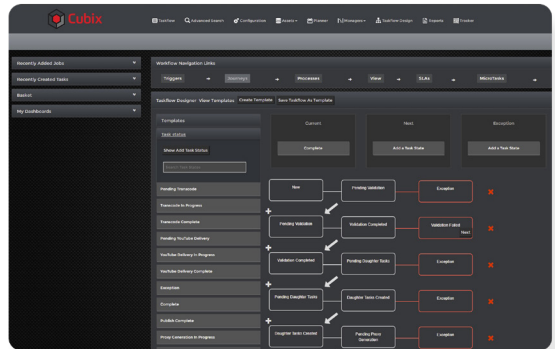 Cubix
Taskflow
Advanced Search
Configuration
Assets
Planner
Managers
Taskflow Design
Reports
Tracker
Recently Added Jobs
Recently Created Tasks
Basket
My Dashboards
Workflow Navigation Links
Triggers
Processes
View
SLAs
MicroTasks
Taskflow Designer View Templates Create Template Save Taskflow As Template
Templates
Task Status
Show Add Task Status
Current
Complete
Next
Add a Task State
Exception
Add a Task State
Pending Transcode
Transcode In Progress
Transcode Complete
Pending YouTube Delivery
YouTube Delivery In Progress
YouTube Delivery Complete
Exception
Complete
Publish Complete
Proxy Generation In Progress
New
Pending Validation
Exception
Pending Validation
Validation Completed
Validation Failed
Next
Validation Completed
Pending Daughter Tasks
Exception
Pending Daughter Tasks
Daughter Tasks Created
Exception
Daughter Tasks Created
Pending Proxy
Generation
Exception